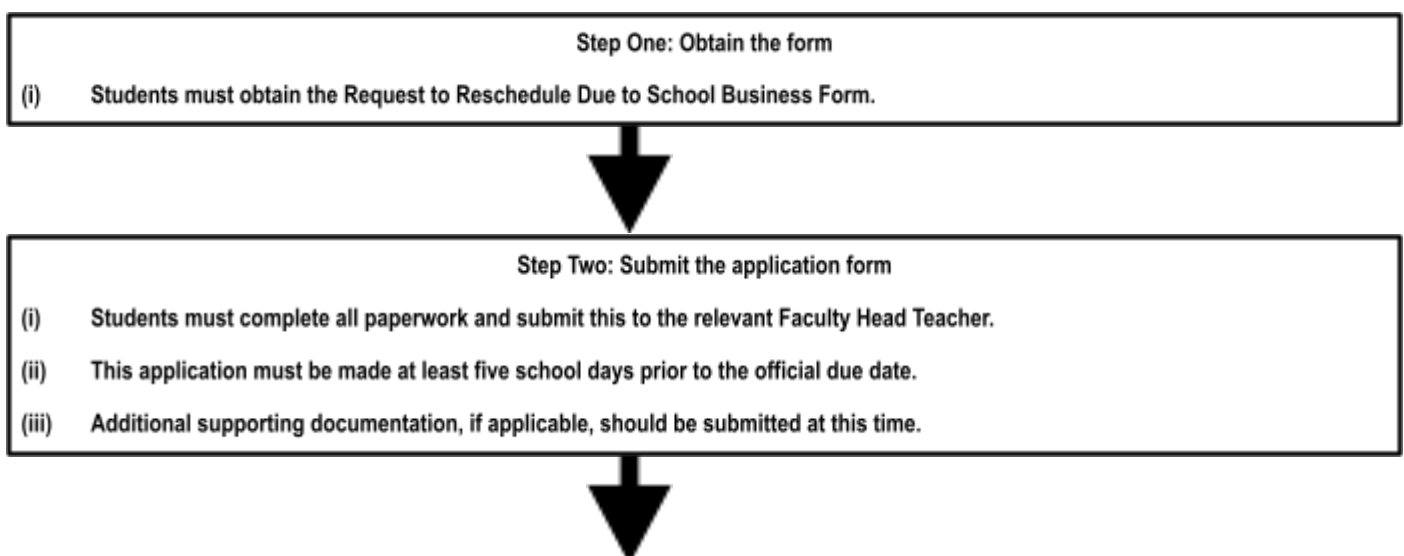 Step One: Obtain the form
(i) Students must obtain the Request to Reschedule Due to School Business Form.
Step Two: Submit the application form
(i) Students must complete all paperwork and submit this to the relevant Faculty Head Teacher.
(ii) This application must be made at least five school days prior to the official due date.
(iii) Additional supporting documentation, if applicable, should be submitted at this time.